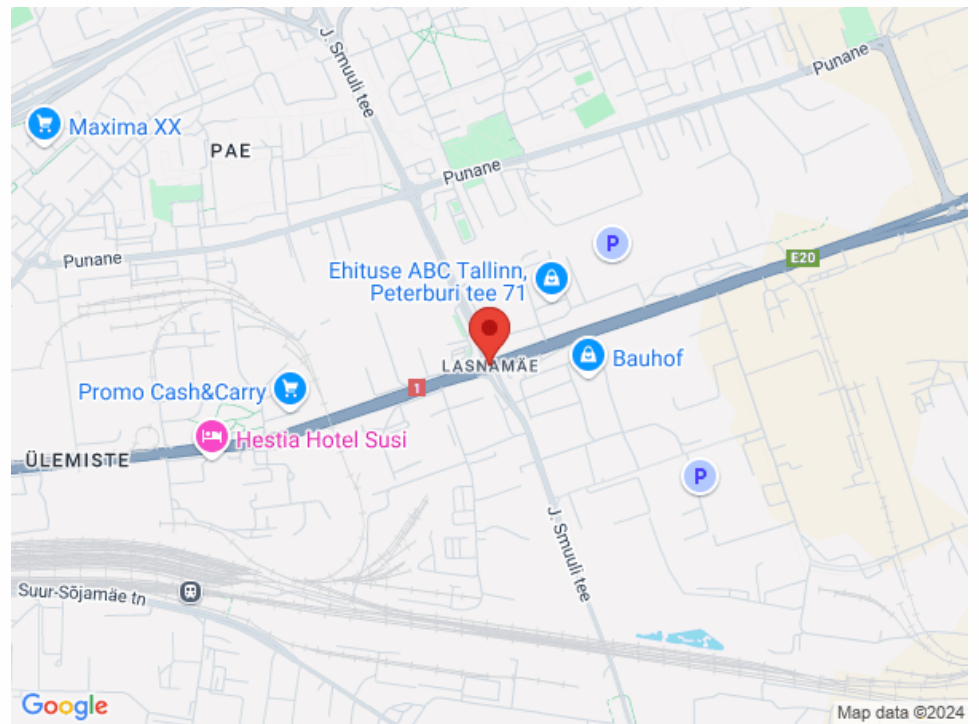 J. Smuuli tee
Punane
Maxima XX
PAE
Punane
Punane
P
E20
Ehituse ABC Tallinn,
Peterburi tee 71
LASNAMÄE
Bauhof
1
Promo Cash&Carry
Hestia Hotel Susi
ÜLEMISTE
P
J. Smuuli tee
Suur-Sõjamäe tn
Google
Map data ©2024